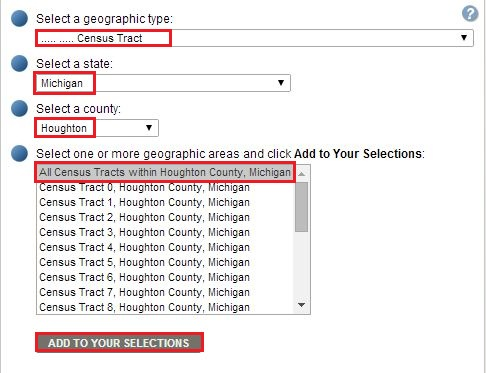 Select a geographic type:
?
..... ..... Census Tract
Select a state:
Michigan
Select a county:
Houghton
Select one or more geographic areas and click Add to Your Selections:
All Census Tracts within Houghton County, Michigan
Census Tract 0, Houghton County, Michigan
Census Tract 1, Houghton County, Michigan
Census Tract 2, Houghton County, Michigan
Census Tract 3, Houghton County, Michigan
Census Tract 4, Houghton County, Michigan
Census Tract 5, Houghton County, Michigan
Census Tract 6, Houghton County, Michigan
Census Tract 7, Houghton County, Michigan
Census Tract 8, Houghton County, Michigan
ADD TO YOUR SELECTIONS